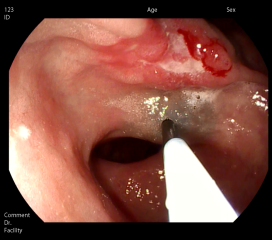 123 Age Sex
ID
Comment
Dr.
Facility